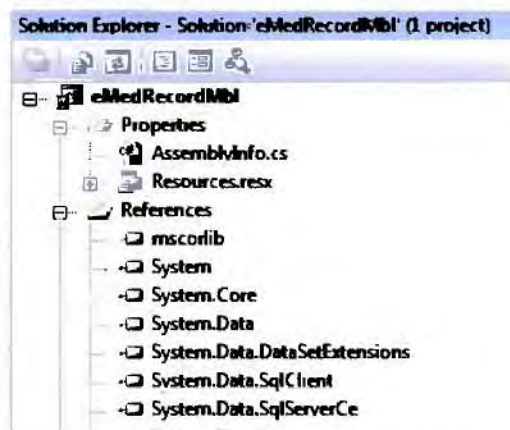 Solution Explorer - Solution 'eMedRecordMbl' (1 project)
eMedRecordMbl
Properties
AssemblyInfo.cs
Resources.resx
References
mscorlib
System
System.Core
System.Data
System.Data.DataSetExtensions
System.Data.SqlClient
System.Data.SqlServerCe